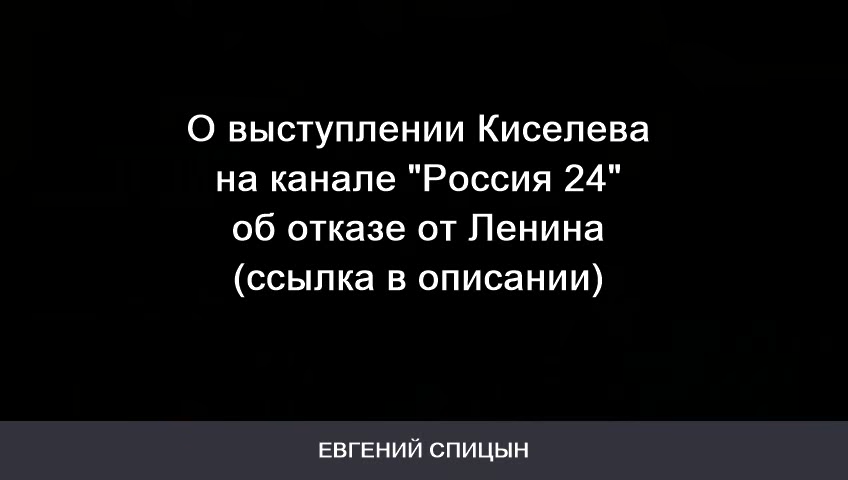 О выступлении Киселева
на канале "Россия 24"
об отказе от Ленина
(ссылка в описании)
ЕВГЕНИЙ СПИЦЫН